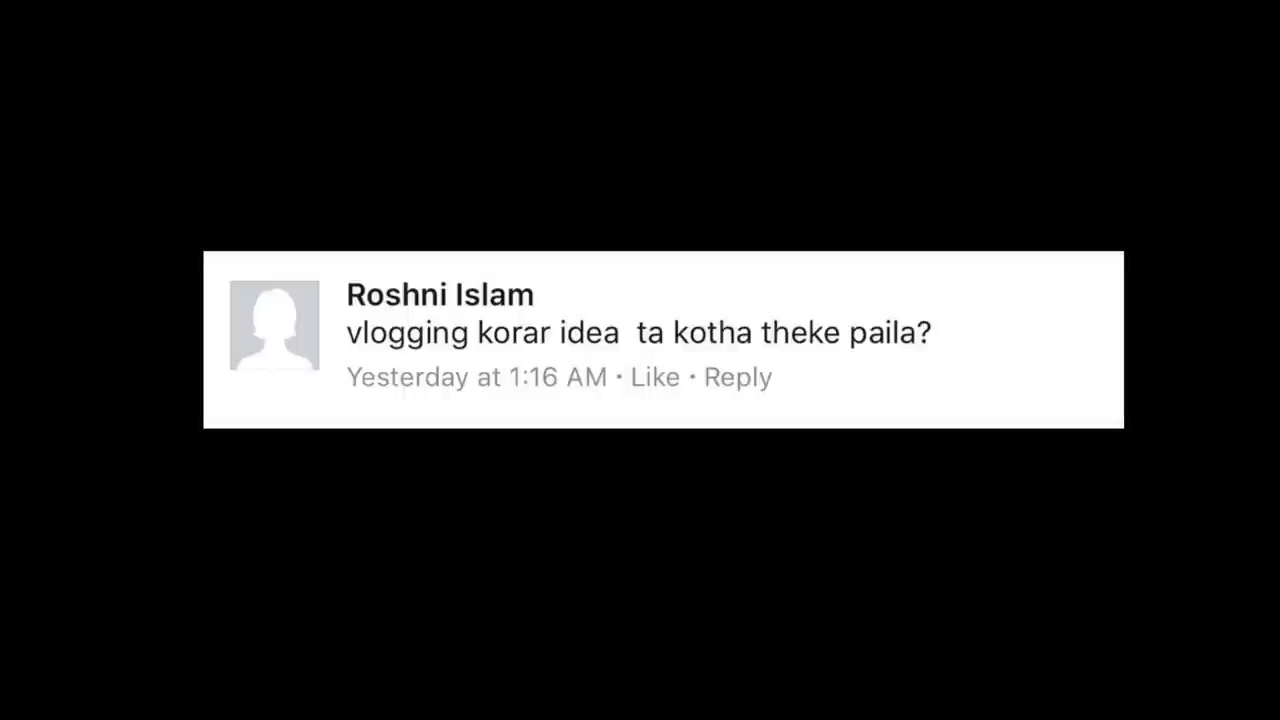 Roshni Islam
vlogging korar idea  ta kotha theke paila?
Yesterday at 1:16 AM · Like · Reply